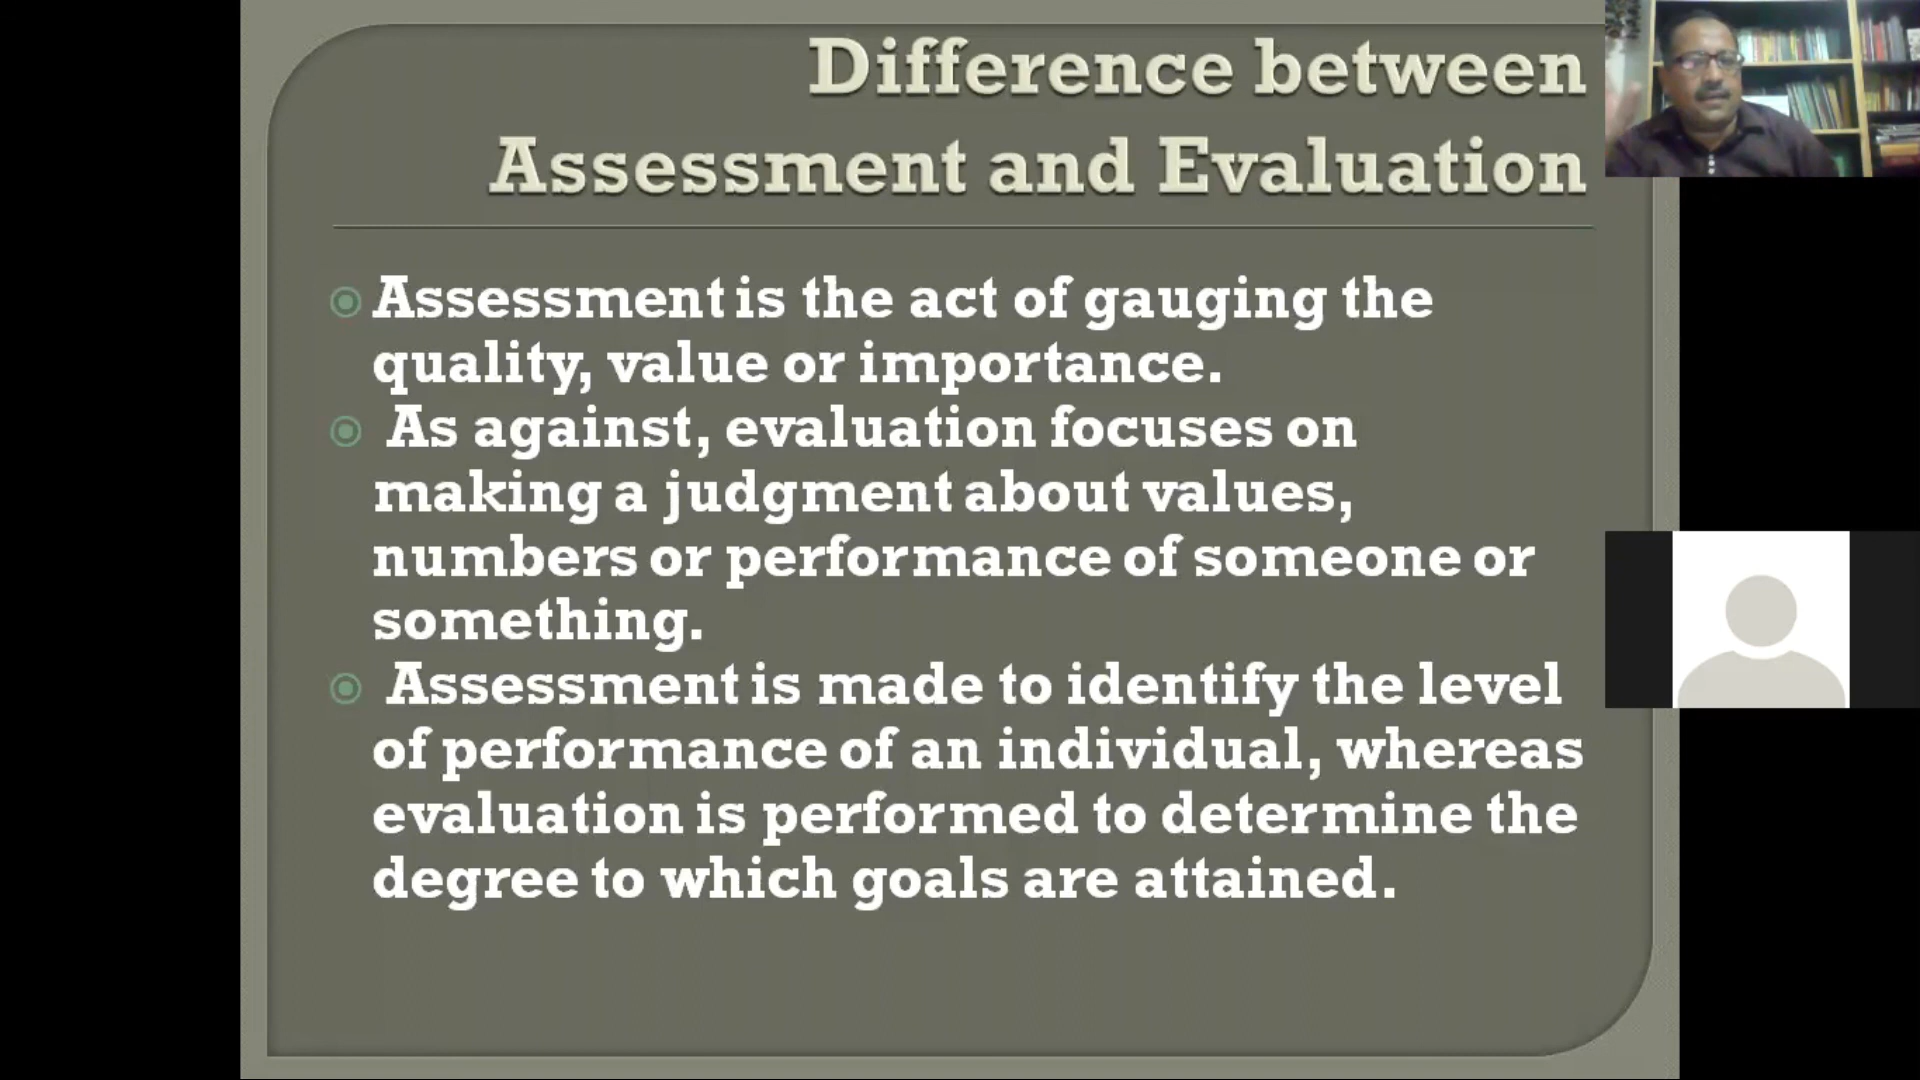 Difference between
Assessment and Evaluation
Assessment is the act of gauging the
quality, value or importance.
As against, evaluation focuses on
making a judgment about values,
numbers or performance of someone or
something.
Assessment is made to identify the level
of performance of an individual, whereas
evaluation is performed to determine the
degree to which goals are attained.